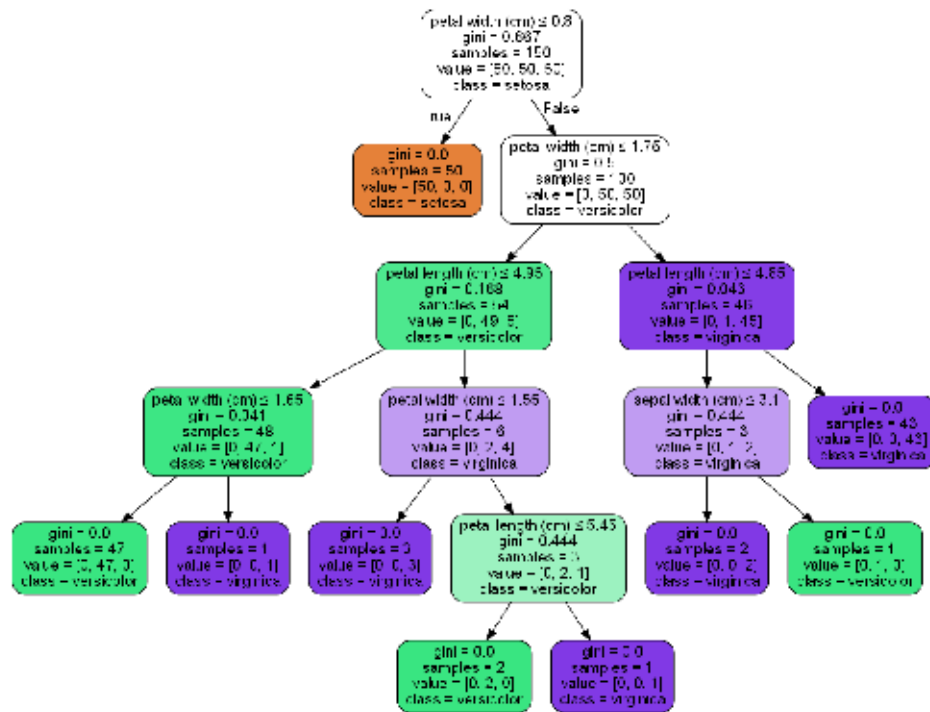 petal width (cm) ≤ 0.8
gini = 0.667
samples = 150
value = [50, 50, 50]
class = setosa
rue
False
gini = 0.0
samples = 50
value = [50, 0, 0]
class = setosa
petal width (cm) ≤ 1.75
gini = 0.5
samples = 100
value = [0, 50, 50]
class = versicolor
petal length (cm) ≤ 4.95
gini = 0.168
samples = 54
value = [0, 49, 5]
class = versicolor
petal length (cm) ≤ 4.85
gini = 0.043
samples = 46
value = [0, 1, 45]
class = virginica
petal width (cm) ≤ 1.65
gini = 0.041
samples = 48
value = [0, 47, 1]
class = versicolor
petal width (cm) ≤ 1.55
gini = 0.444
samples = 6
value = [0, 2, 4]
class = virginica
sepal width (cm) ≤ 3.1
gini = 0.444
samples = 3
value = [0, 1, 2]
class = virginica
gini = 0.0
samples = 43
value = [0, 0, 43]
class = virginica
gini = 0.0
samples = 47
value = [0, 47, 0]
class = versicolor
gini = 0.0
samples = 1
value = [0, 0, 1]
class = virginica
gini = 0.0
samples = 3
value = [0, 0, 3]
class = virginica
petal length (cm) ≤ 5.45
gini = 0.444
samples = 3
value = [0, 2, 1]
class = versicolor
gini = 0.0
samples = 2
value = [0, 0, 2]
class = virginica
gini = 0.0
samples = 1
value = [0, 1, 0]
class = versicolor
gini = 0.0
samples = 2
value = [0, 2, 0]
class = versicolor
gini = 0.0
samples = 1
value = [0, 0, 1]
class = virginica